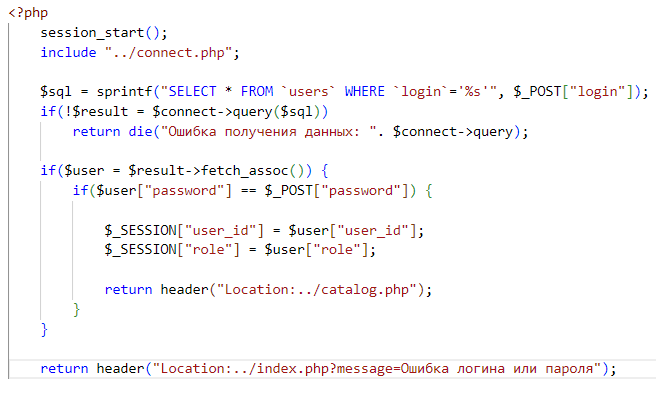 <?php
session_start();
include "../connect.php";
$sql = sprintf("SELECT * FROM `users` WHERE `login`='%s'", $_POST["login"]);
if(!$result = $connect->query($sql))
return die("Ошибка получения данных: ". $connect->query);
if($user = $result->fetch_assoc()) {
if($user["password"] == $_POST["password"]) {
$_SESSION["user_id"] = $user["user_id"];
$_SESSION["role"] = $user["role"];
return header("Location:../catalog.php");
}
}
return header("Location:../index.php?message=Ошибка логина или пароля");